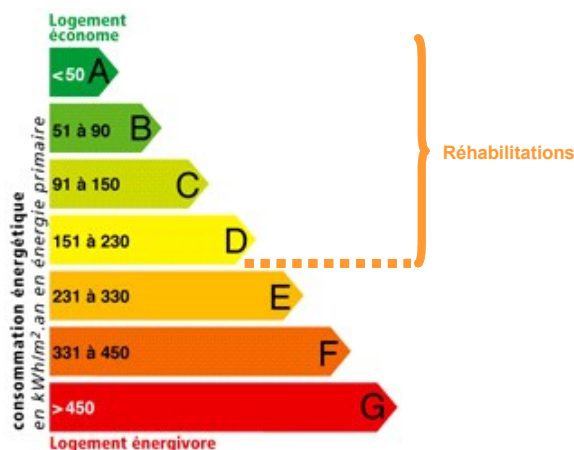 Logement
économe
<50 A
51 à 90 B
91 à 150 C
151 à 230 D
231 à 330 E
331 à 450 F
>450 G
Logement énergivore
consommation énergétique
en kWh/m².an en énergie primaire
Réhabilitations